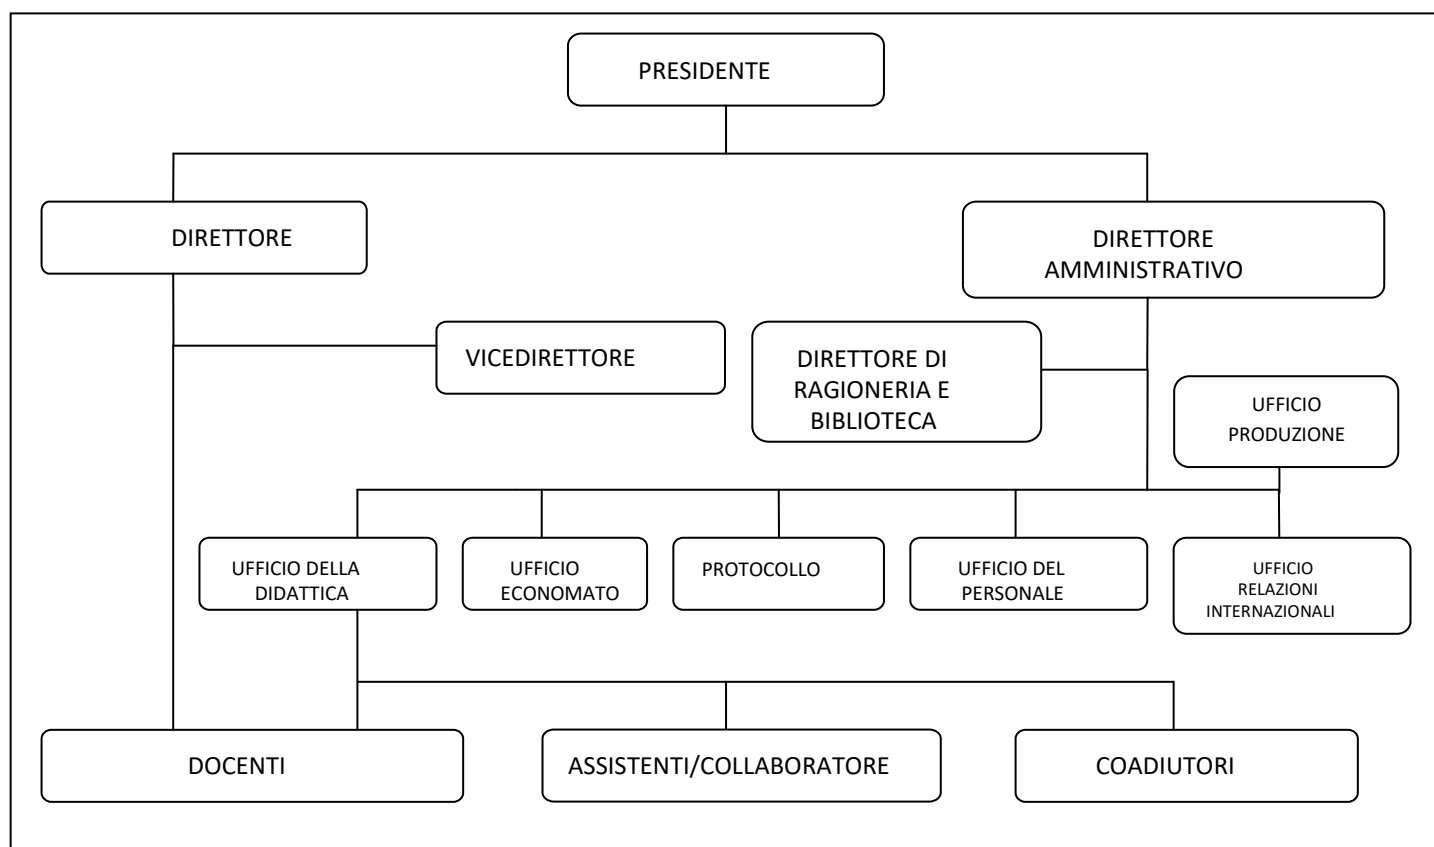 PRESIDENTE
DIRETTORE
DIRETTORE
AMMINISTRATIVO
VICEDIRETTORE
DIRETTORE DI
RAGIONERIA E
BIBLIOTECA
UFFICIO
PRODUZIONE
UFFICIO DELLA
DIDATTICA
UFFICIO
ECONOMATO
PROTOCOLLO
UFFICIO DEL
PERSONALE
UFFICIO
RELAZIONI
INTERNAZIONALI
DOCENTI
ASSISTENTI/COLLABORATORE
COADIUTORI